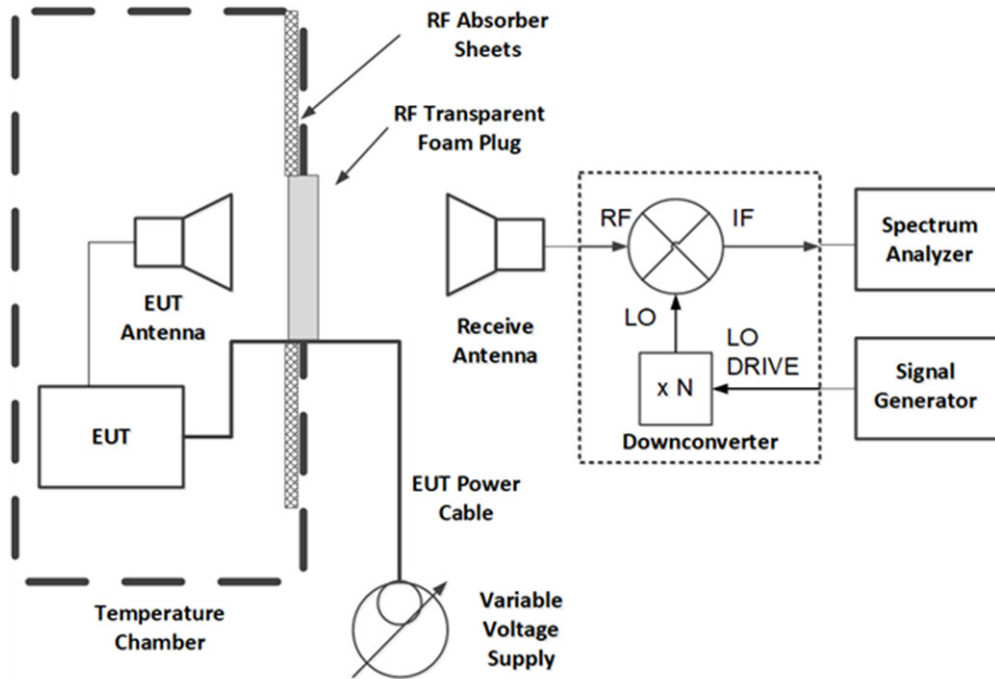 RF Absorber
Sheets
RF Transparent
Foam Plug
EUT
Antenna
EUT
Receive
Antenna
RF
IF
LO
LO
DRIVE
x N
Downconverter
Spectrum
Analyzer
Signal
Generator
EUT Power
Cable
Temperature
Chamber
Variable
Voltage
Supply